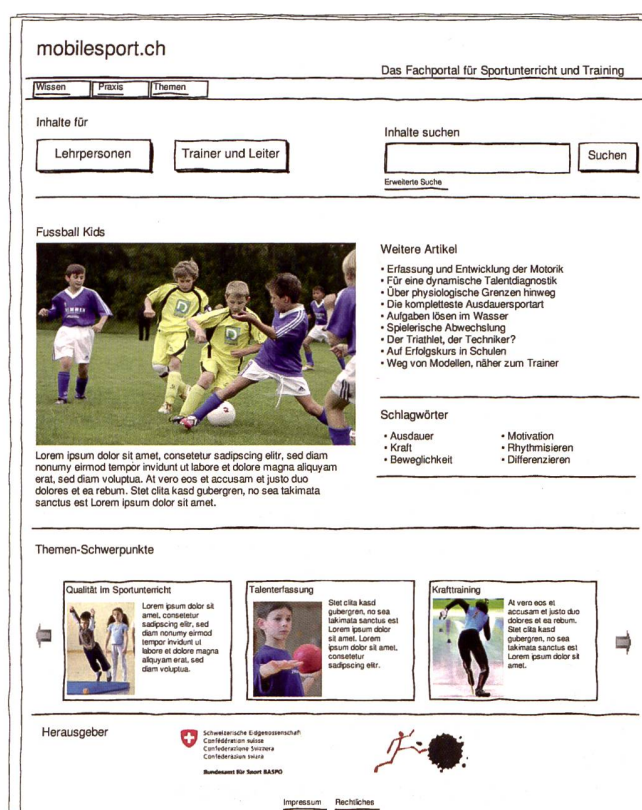 mobilesport.ch
Das Fachportal für Sportunterricht und Training
Wissen Praxis Themen
Inhalte für
Lehrpersonen Trainer und Leiter
Inhalte suchen
Suchen
Erweiterte Suche
Fussball Kids
Lorem ipsum dolor sit amet, consetetur sadipscing elitr, sed diam
nonumy eirmod tempor invidunt ut labore et dolore magna aliquyam
erat, sed diam voluptua. At vero eos et accusam et justo duo
dolores et ea rebum. Stet clita kasd gubergren, no sea takimata
sanctus est Lorem ipsum dolor sit amet.
Weitere Artikel
• Erfassung und Entwicklung der Motorik
• Für eine dynamische Talentdiagnostik
• Über physiologische Grenzen hinweg
• Die kompletteste Ausdauersportart
• Aufgaben lösen im Wasser
• Spielerische Abwechslung
• Der Triathlet, der Techniker?
• Auf Erfolgskurs in Schulen
• Weg von Modellen, näher zum Trainer
Schlagwörter
• Ausdauer
• Kraft
• Beweglichkeit
• Motivation
• Rhythmisieren
• Differenzieren
Themen-Schwerpunkte
Qualität im Sportunterricht
Lorem ipsum dolor sit
amet, consetetur
sadipscing elitr, sed
diam nonumy eirmod
tempor invidunt ut
labore et dolore magna
aliquyam erat, sed
diam voluptua.
Talenterfassung
Stet clita kasd
gubergren, no sea
takimata sanctus est
Lorem ipsum dolor
sit amet. Lorem
ipsum dolor sit
amet, consetetur
sadipscing elitr.
Krafttraining
At vero eos et
accusam et justo duo
dolores et ea rebum.
Stet clita kasd
gubergren, no sea
takimata sanctus est
Lorem ipsum dolor sit
amet.
Herausgeber
Schweizerische Eidgenossenschaft
Confédération suisse
Confederazione Svizzera
Confederaziun svizra
Bundesamt für Sport BASPO
Impressum Rechtliches